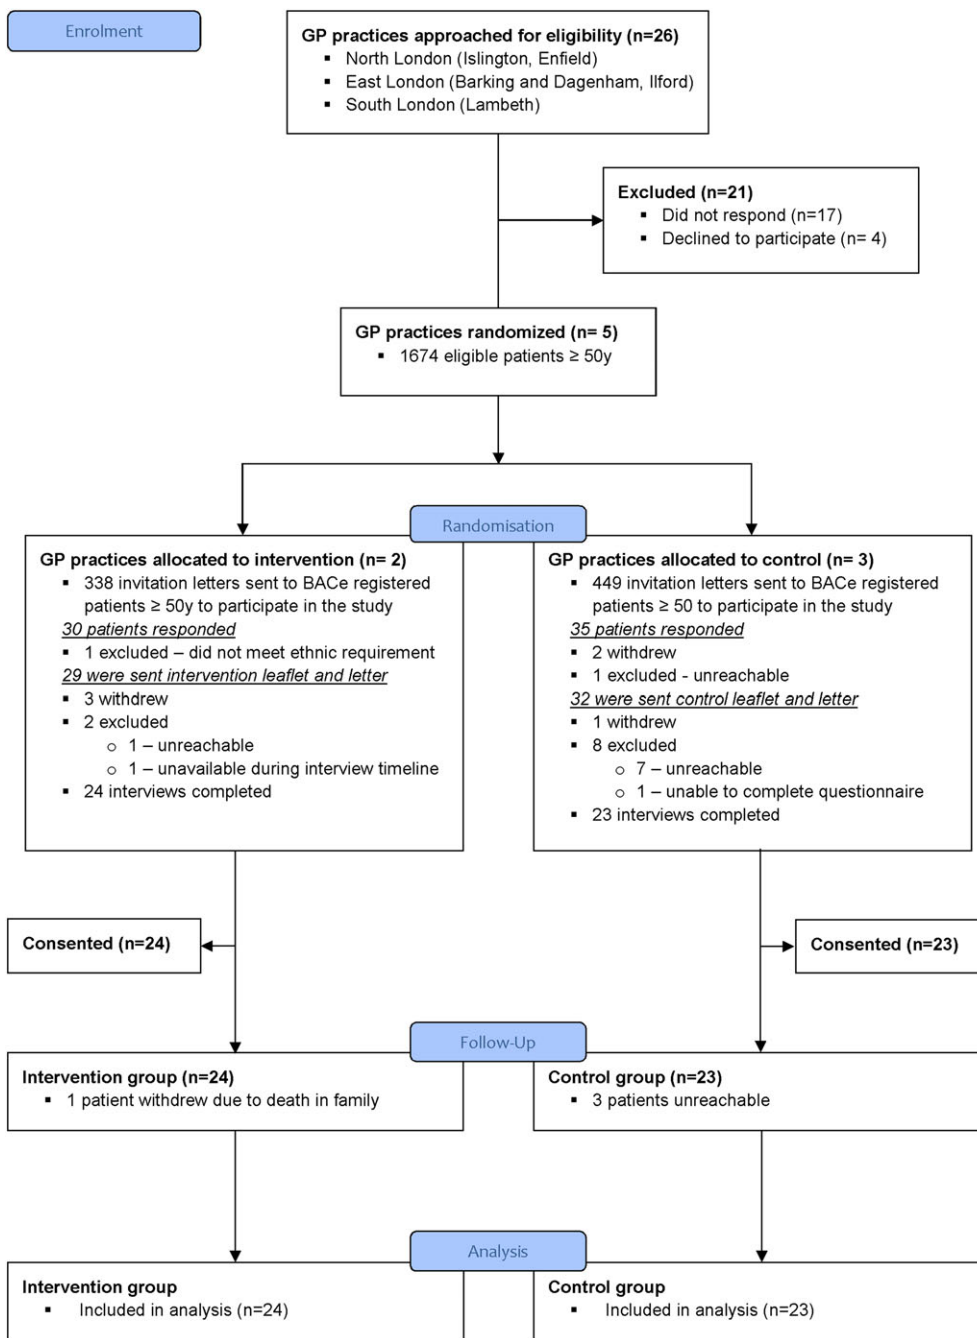 Enrolment
GP practices approached for eligibility (n=26)
▪ North London (Islington, Enfield)
▪ East London (Barking and Dagenham, Ilford)
▪ South London (Lambeth)
Excluded (n=21)
▪ Did not respond (n=17)
▪ Declined to participate (n= 4)
GP practices randomized (n= 5)
▪ 1674 eligible patients ≥ 50y
Randomisation
GP practices allocated to intervention (n= 2)
▪ 338 invitation letters sent to BACe registered
patients ≥ 50y to participate in the study
30 patients responded
▪ 1 excluded – did not meet ethnic requirement
29 were sent intervention leaflet and letter
▪ 3 withdrew
▪ 2 excluded
o 1 – unreachable
o 1 – unavailable during interview timeline
▪ 24 interviews completed
GP practices allocated to control (n= 3)
▪ 449 invitation letters sent to BACe registered
patients ≥ 50 to participate in the study
35 patients responded
▪ 2 withdrew
▪ 1 excluded - unreachable
32 were sent control leaflet and letter
▪ 1 withdrew
▪ 8 excluded
o 7 – unreachable
o 1 – unable to complete questionnaire
▪ 23 interviews completed
Consented (n=24)
Consented (n=23)
Follow-Up
Intervention group (n=24)
▪ 1 patient withdrew due to death in family
Control group (n=23)
▪ 3 patients unreachable
Analysis
Intervention group
▪ Included in analysis (n=24)
Control group
▪ Included in analysis (n=23)